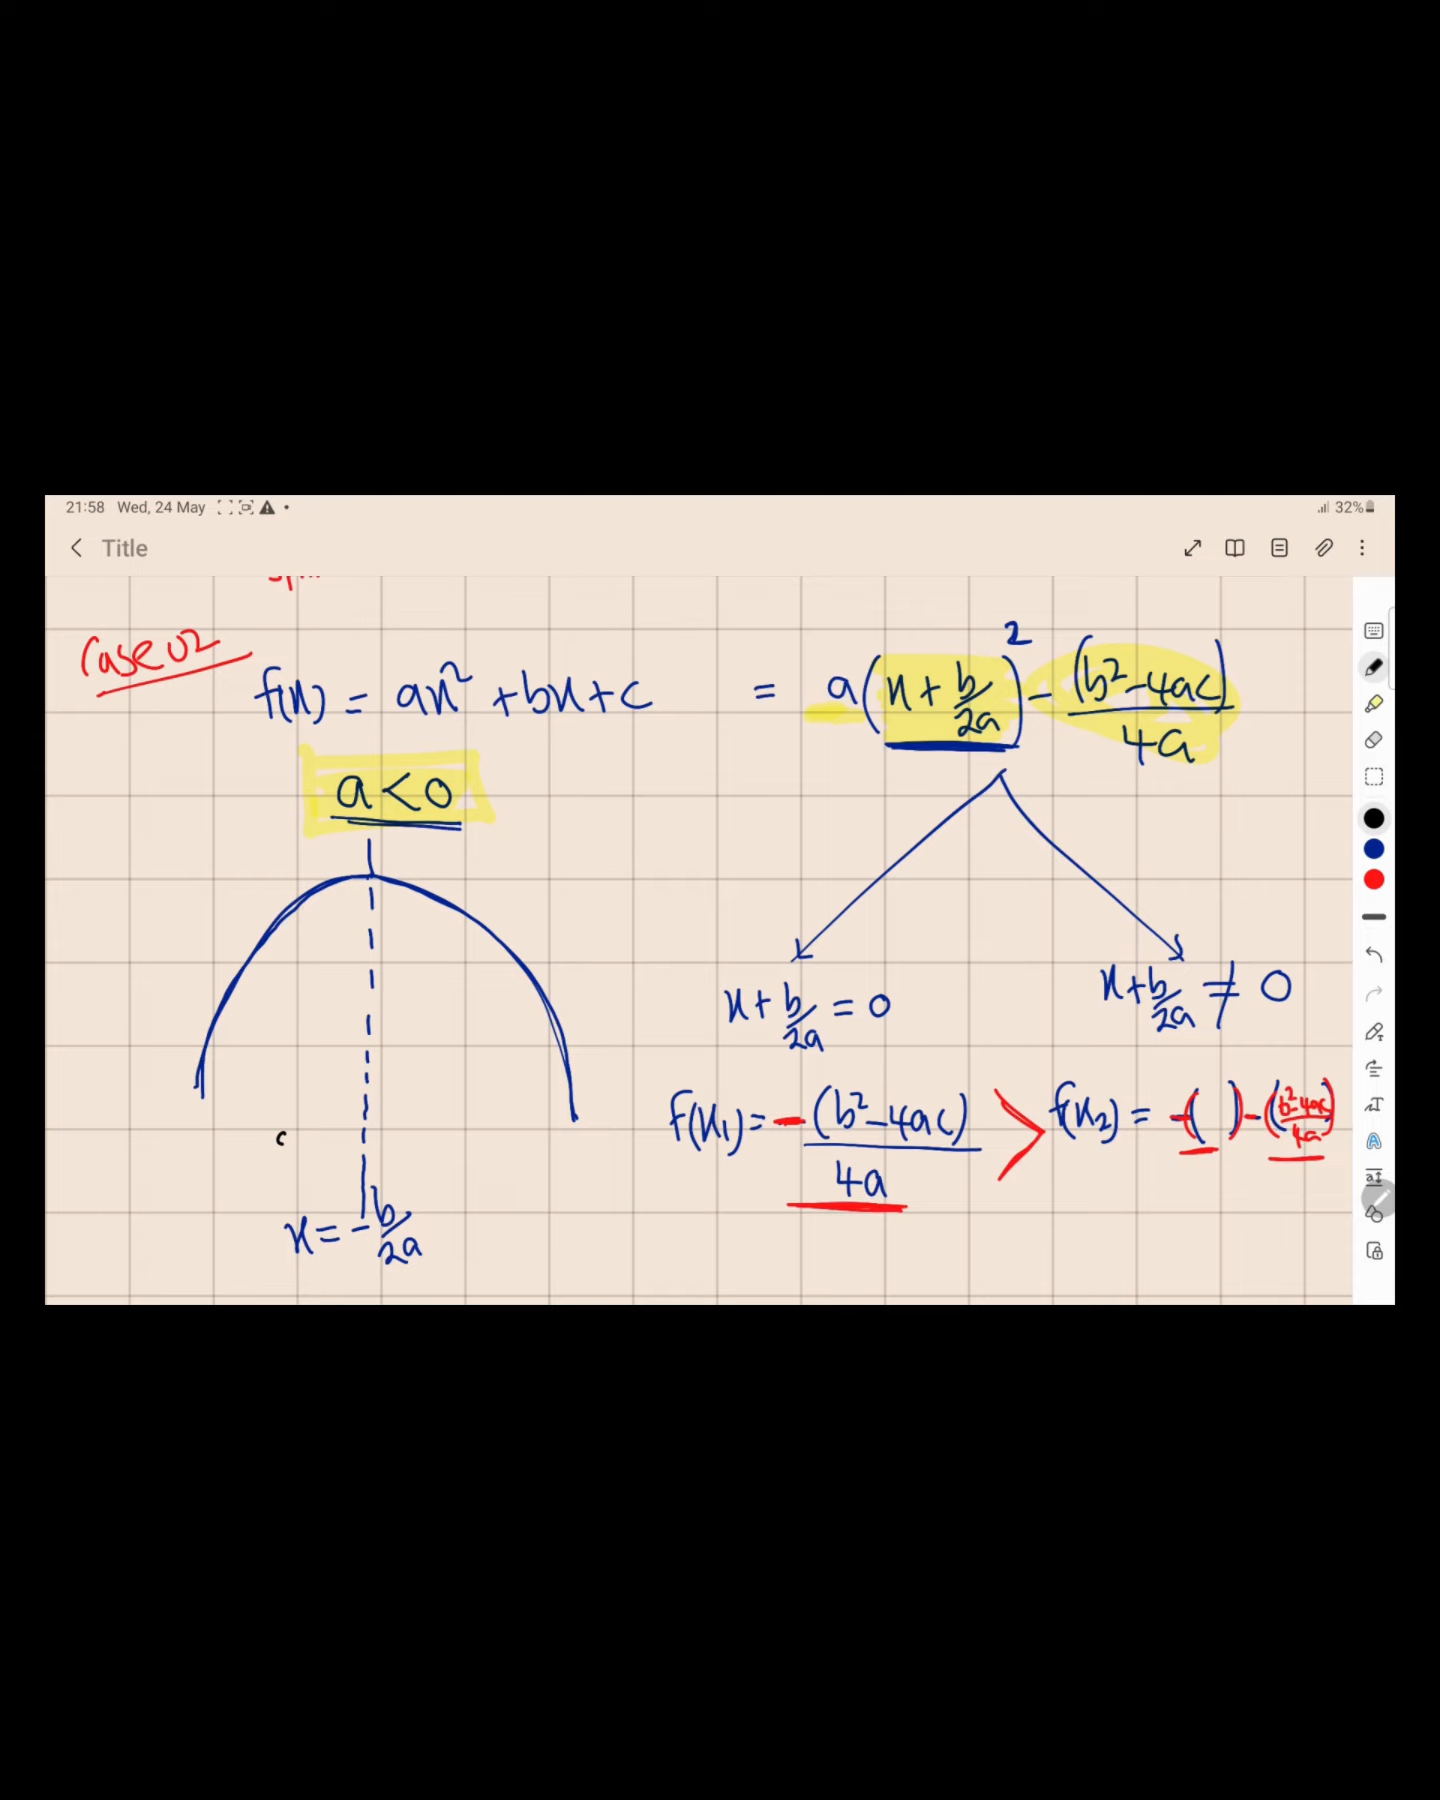 21:58 Wed, 24 May
32%
Title
Case 02
f(x) = ax² + bx + c = a(x + b/2a)² - (b² - 4ac)/4a
a < 0
x + b/2a = 0
x + b/2a ≠ 0
f(x₁) = -(b² - 4ac)/4a > f(x₂) = -( ) - (b² - 4ac/4a)
c
x = -b/2a